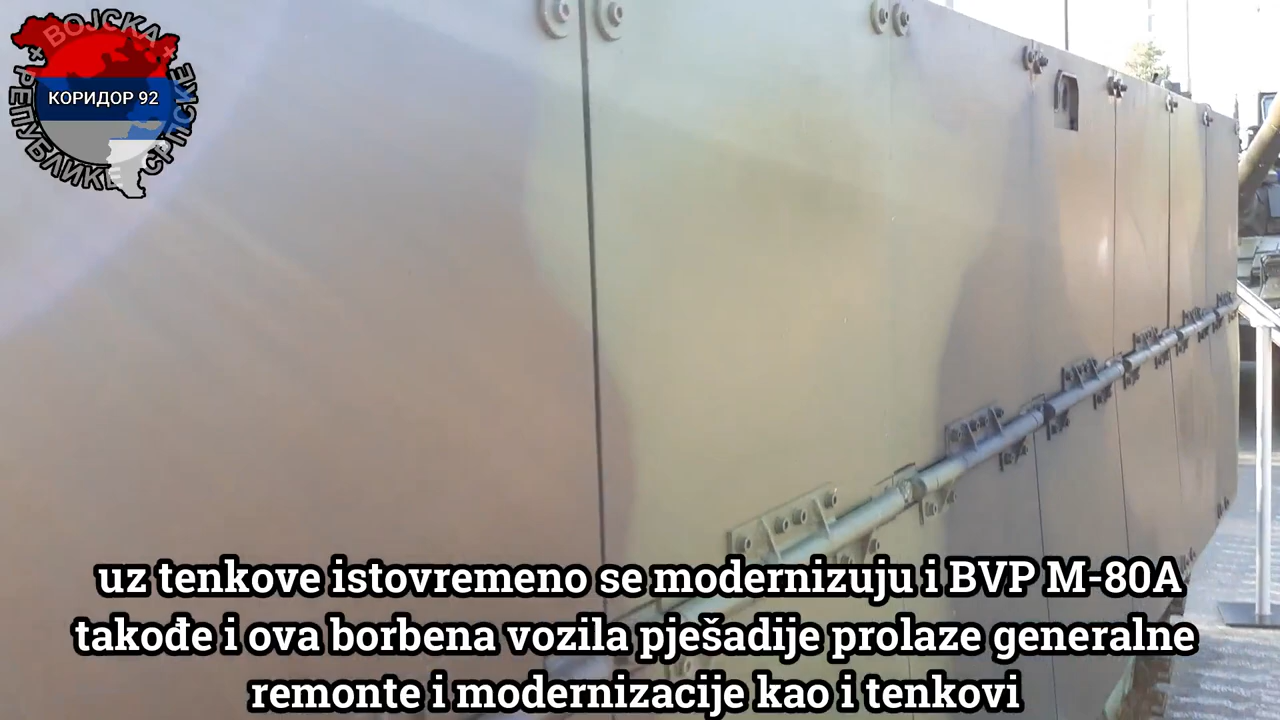 ВОЈСКА
РЕПУБЛИКЕ СРПСКЕ
КОРИДОР 92
uz tenkove istovremeno se modernizuju i BVP M-80A
takođe i ova borbena vozila pješadije prolaze generalne
remonte i modernizacije kao i tenkovi